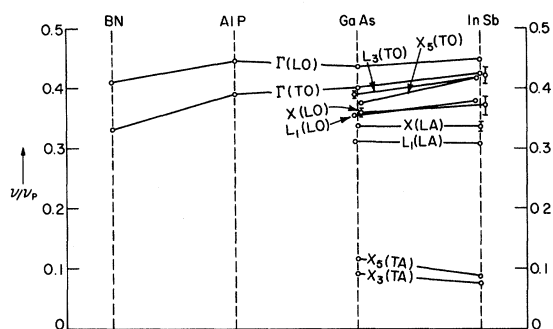 BN AlP GaAs InSb
0.5 0.5
Γ(LO) L₃(TO) X₅(TO)
0.4 Γ(TO) 0.4
X(LO)
L₁(LO)
X(LA)
0.3 L₁(LA) 0.3
ν/νₚ
0.2 0.2
X₅(TA)
0.1 0.1
X₃(TA)
0 0